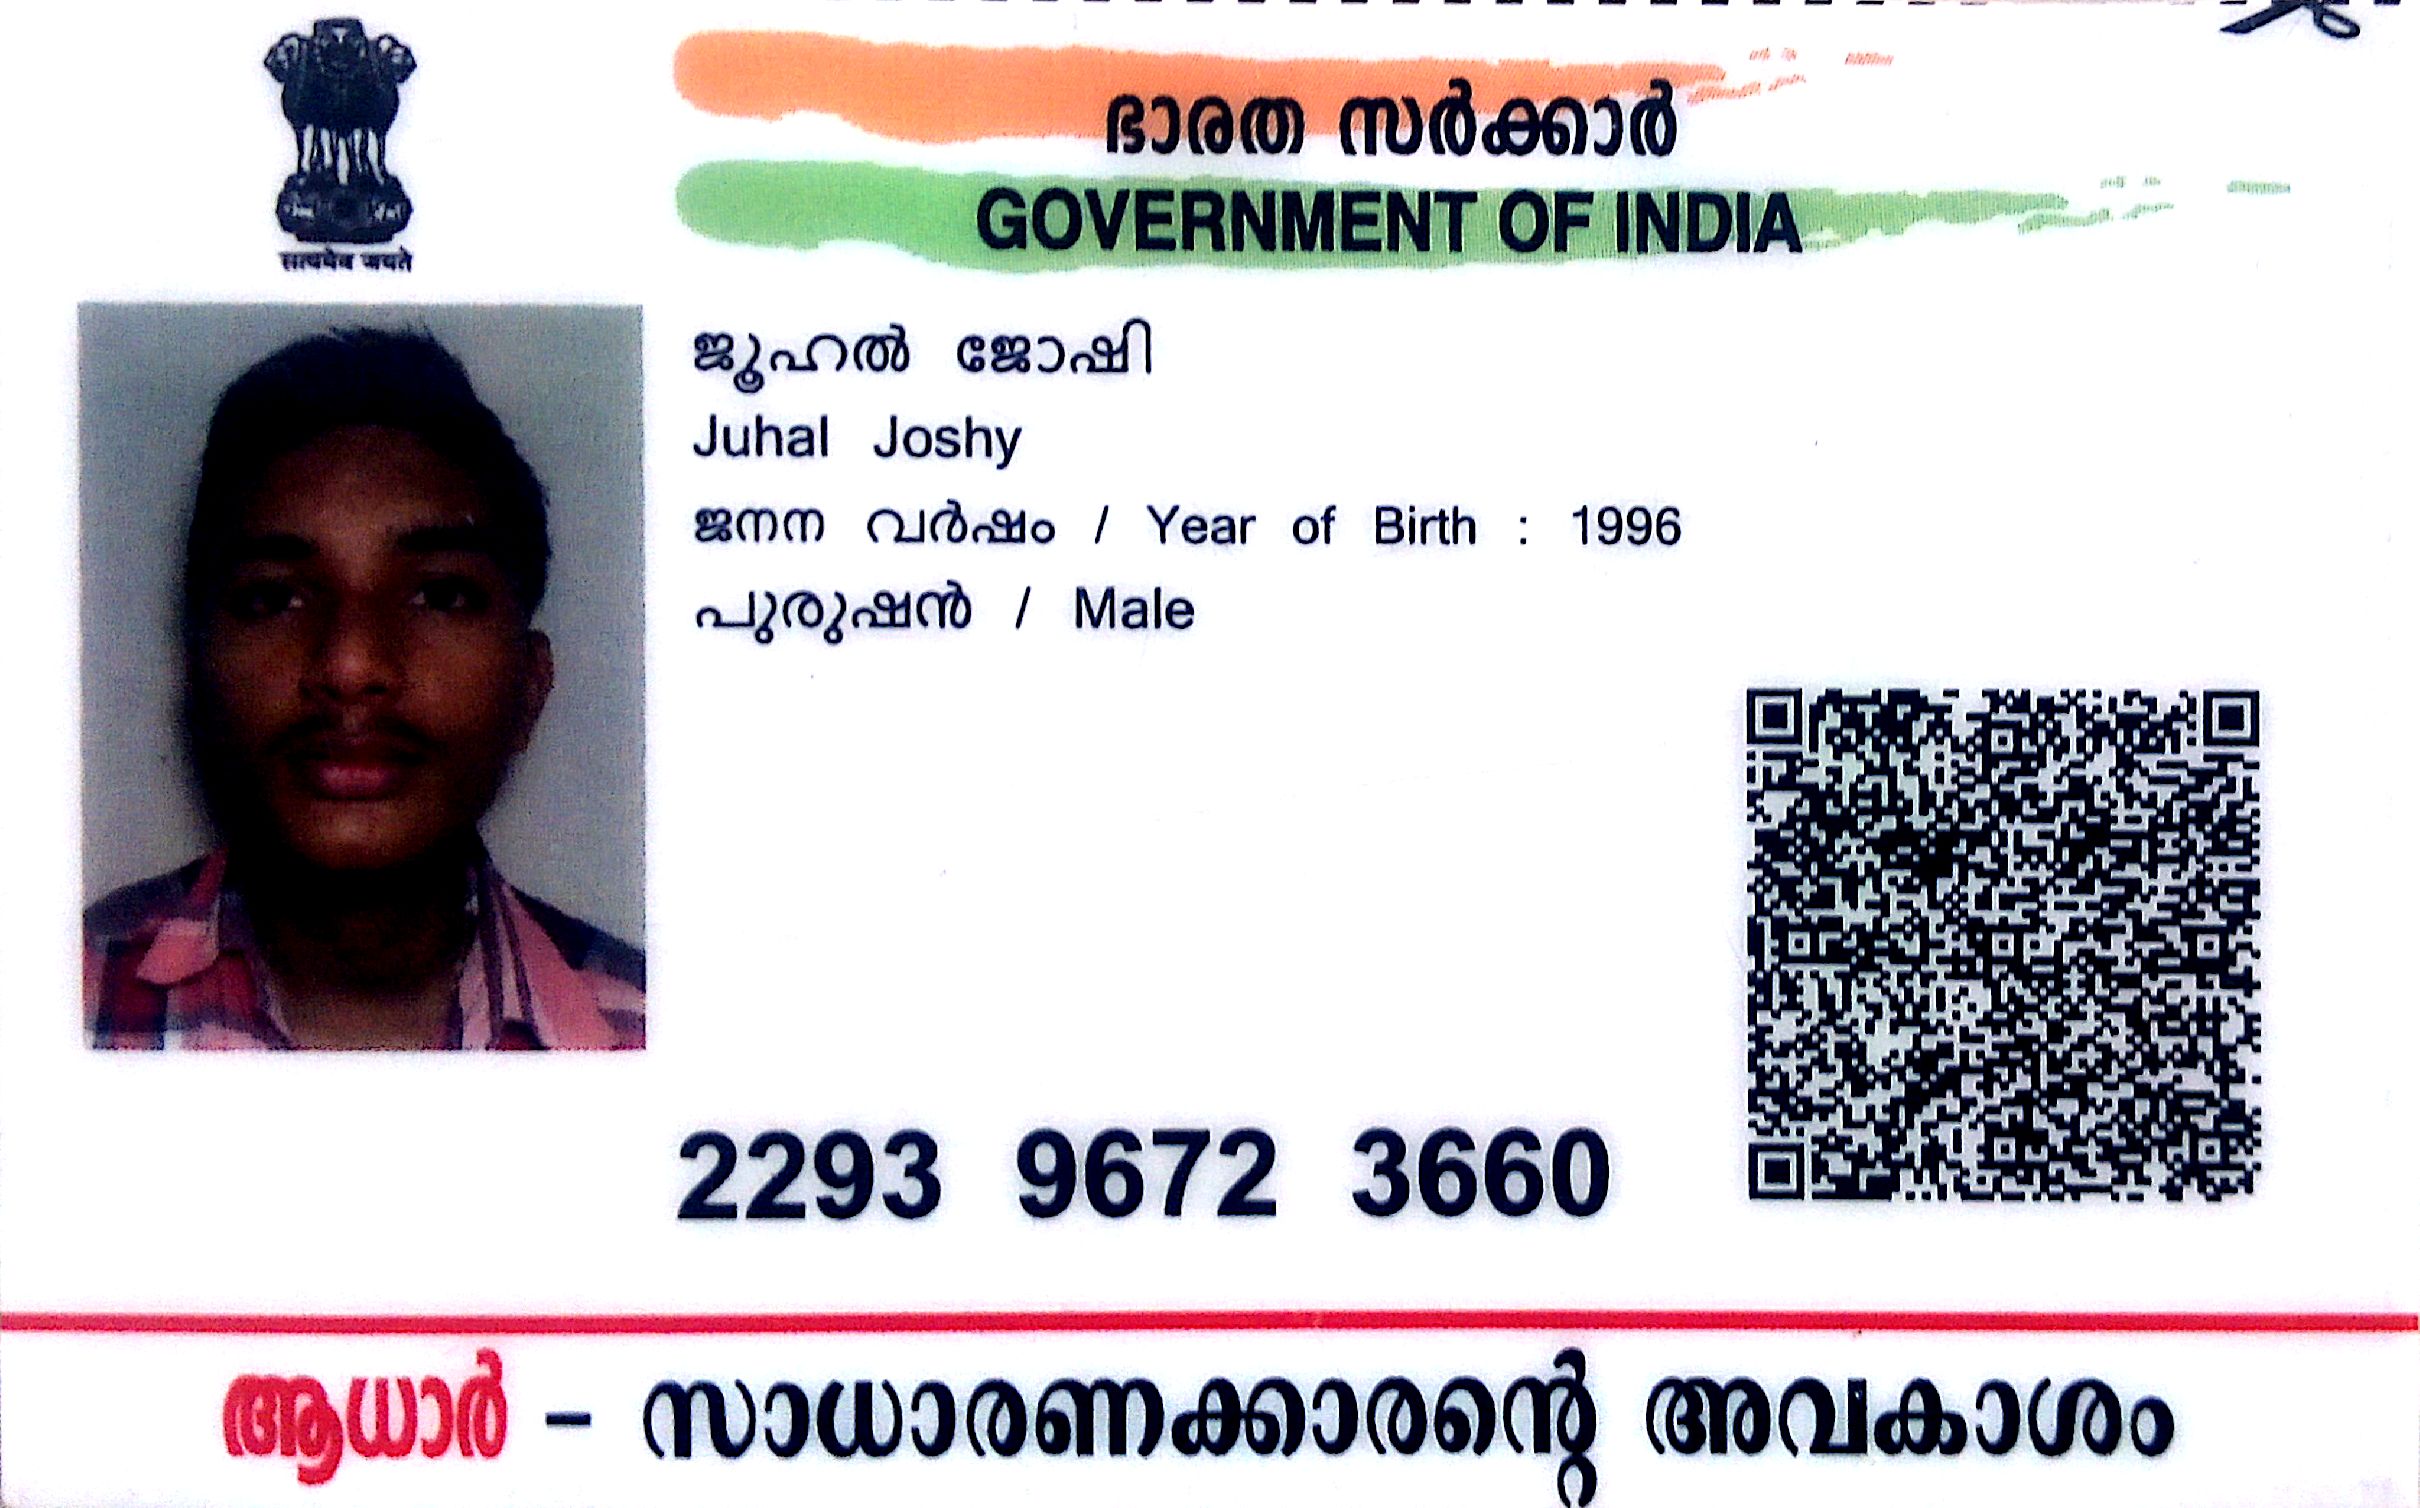 ഭാരത സർക്കാർ
GOVERNMENT OF INDIA
सत्यमेव जयते
ജൂഹൽ ജോഷി
Juhal Joshy
ജനന വർഷം / Year of Birth : 1996
പുരുഷൻ / Male
2293 9672 3660
ആധാർ - സാധാരണക്കാരന്റെ അവകാശം